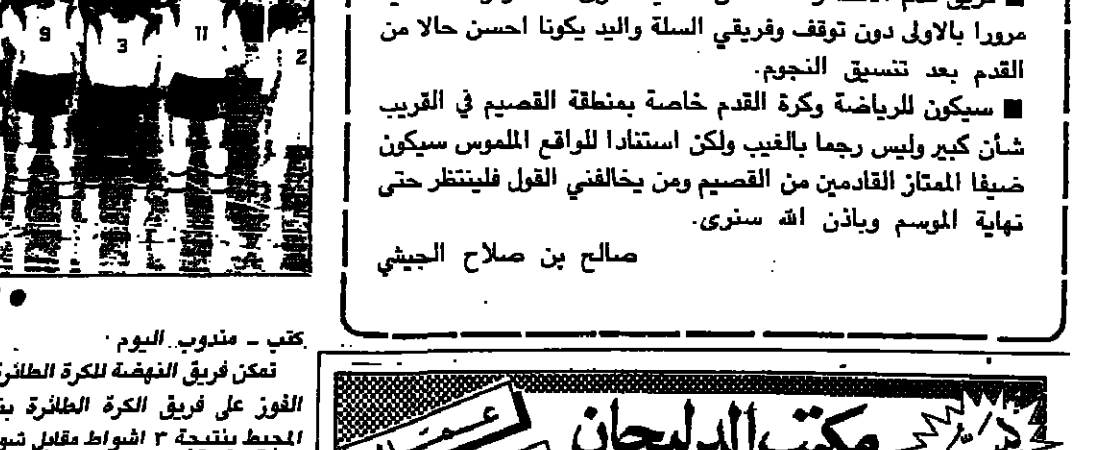 مرورا بالاولى دون توقف وفريقي السلة واليد يكونا احسن حالا من
القدم بعد تنسيق النجوم.
■ سيكون للرياضة وكرة القدم خاصة بمنطقة القصيم في القريب
شأن كبير وليس رجما بالغيب ولكن استنادا للواقع الملموس سيكون
ضيفا الممتاز القادمين من القصيم ومن يخالفني القول فلينتظر حتى
نهاية الموسم وباذن الله سنرى.
صالح بن صلاح الجيشي
9
3
11
2
كتب - مندوب اليوم
تمكن فريق النهضة للكرة الطائرة
الفوز على فريق الكرة الطائرة
المحيط بنتيجة ٣ اشواط مقابل
مكتب الدليجان